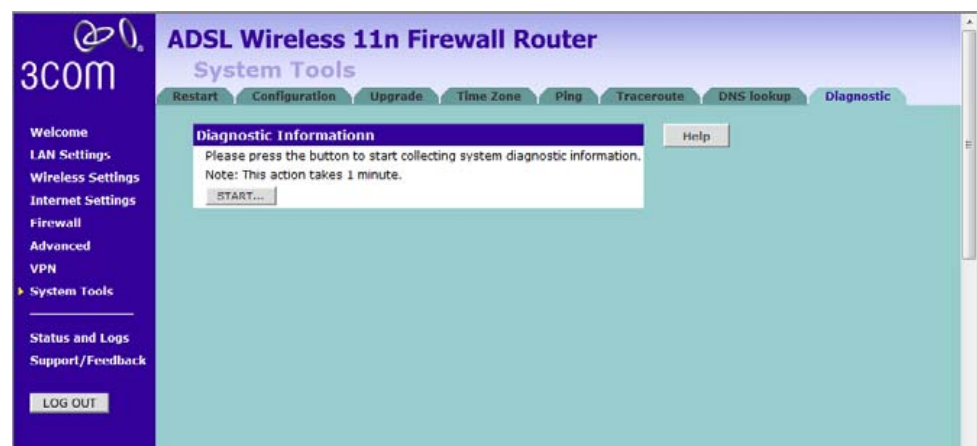 3COM
ADSL Wireless 11n Firewall Router
System Tools
Restart Configuration Upgrade Time Zone Ping Traceroute DNS lookup Diagnostic
Welcome
LAN Settings
Wireless Settings
Internet Settings
Firewall
Advanced
VPN
System Tools
Status and Logs
Support/Feedback
LOG OUT
Diagnostic Informationn
Please press the button to start collecting system diagnostic information.
Note: This action takes 1 minute.
START...
Help